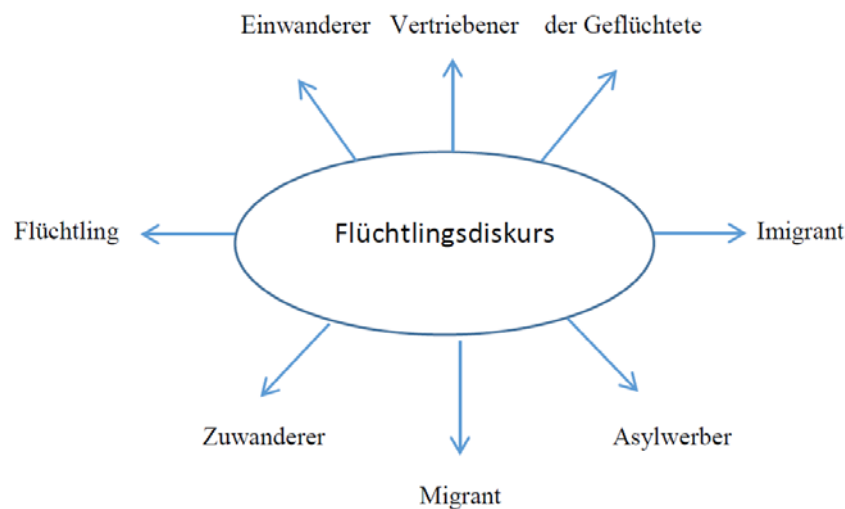 Einwanderer Vertriebener der Geflüchtete
Flüchtling Flüchtlingsdiskurs Imigrant
Zuwanderer Asylwerber
Migrant